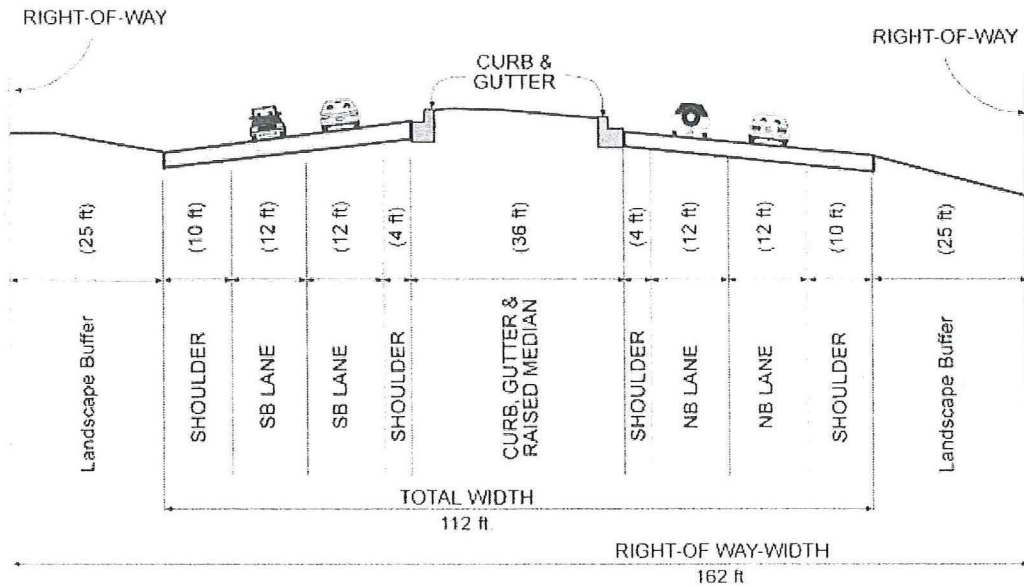 RIGHT-OF-WAY
RIGHT-OF-WAY
CURB &
GUTTER
(25 ft)
(10 ft)
(12 ft)
(12 ft)
(4 ft)
(36 ft)
(4 ft)
(12 ft)
(12 ft)
(10 ft)
(25 ft)
Landscape Buffer
SHOULDER
SB LANE
SB LANE
SHOULDER
CURB, GUTTER &
RAISED MEDIAN
SHOULDER
NB LANE
NB LANE
SHOULDER
Landscape Buffer
TOTAL WIDTH
112 ft.
RIGHT-OF WAY-WIDTH
162 ft